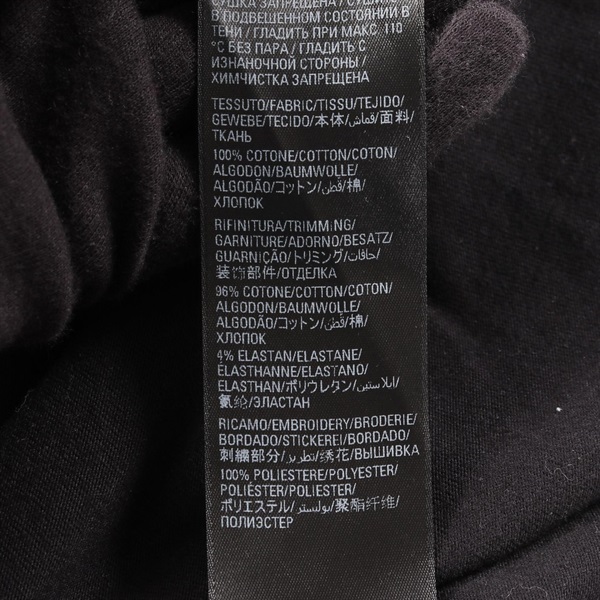 СУШКА ЗАПРЕЩЕНА / СУШИТЬ
В ПОДВЕШЕННОМ СОСТОЯНИИ В
ТЕНИ / ГЛАДИТЬ ПРИ МАКС 110
°C БЕЗ ПАРА / ГЛАДИТЬ С
ИЗНАНОЧНОЙ СТОРОНЫ /
ХИМЧИСТКА ЗАПРЕЩЕНА
TESSUTO/FABRIC/TISSU/TEJIDO/
GEWEBE/TECIDO/本体/قماش/面料/
ТКАНЬ
100% COTONE/COTTON/COTON/
ALGODON/BAUMWOLLE/
ALGODÃO/コットン/قطن/棉/
ХЛОПОК
RIFINITURA/TRIMMING/
GARNITURE/ADORNO/BESATZ/
GUARNIÇÃO/トリミング/حافات/
装饰部件/ОТДЕЛКА
96% COTONE/COTTON/COTON/
ALGODON/BAUMWOLLE/
ALGODÃO/コットン/قطن/棉/
ХЛОПОК
4% ELASTAN/ELASTANE/
ÉLASTHANNE/ELASTANO/
ELASTHAN/ポリウレタン/ايلاستين/
氨纶/ЭЛАСТАН
RICAMO/EMBROIDERY/BRODERIE/
BORDADO/STICKEREI/BORDADO/
刺繍部分/تطريز/绣花/ВЫШИВКА
100% POLIESTERE/POLYESTER/
POLIÉSTER/POLIÉSTER/
ポリエステル/بوليستر/聚酯纤维/
ПОЛИЭСТЕР